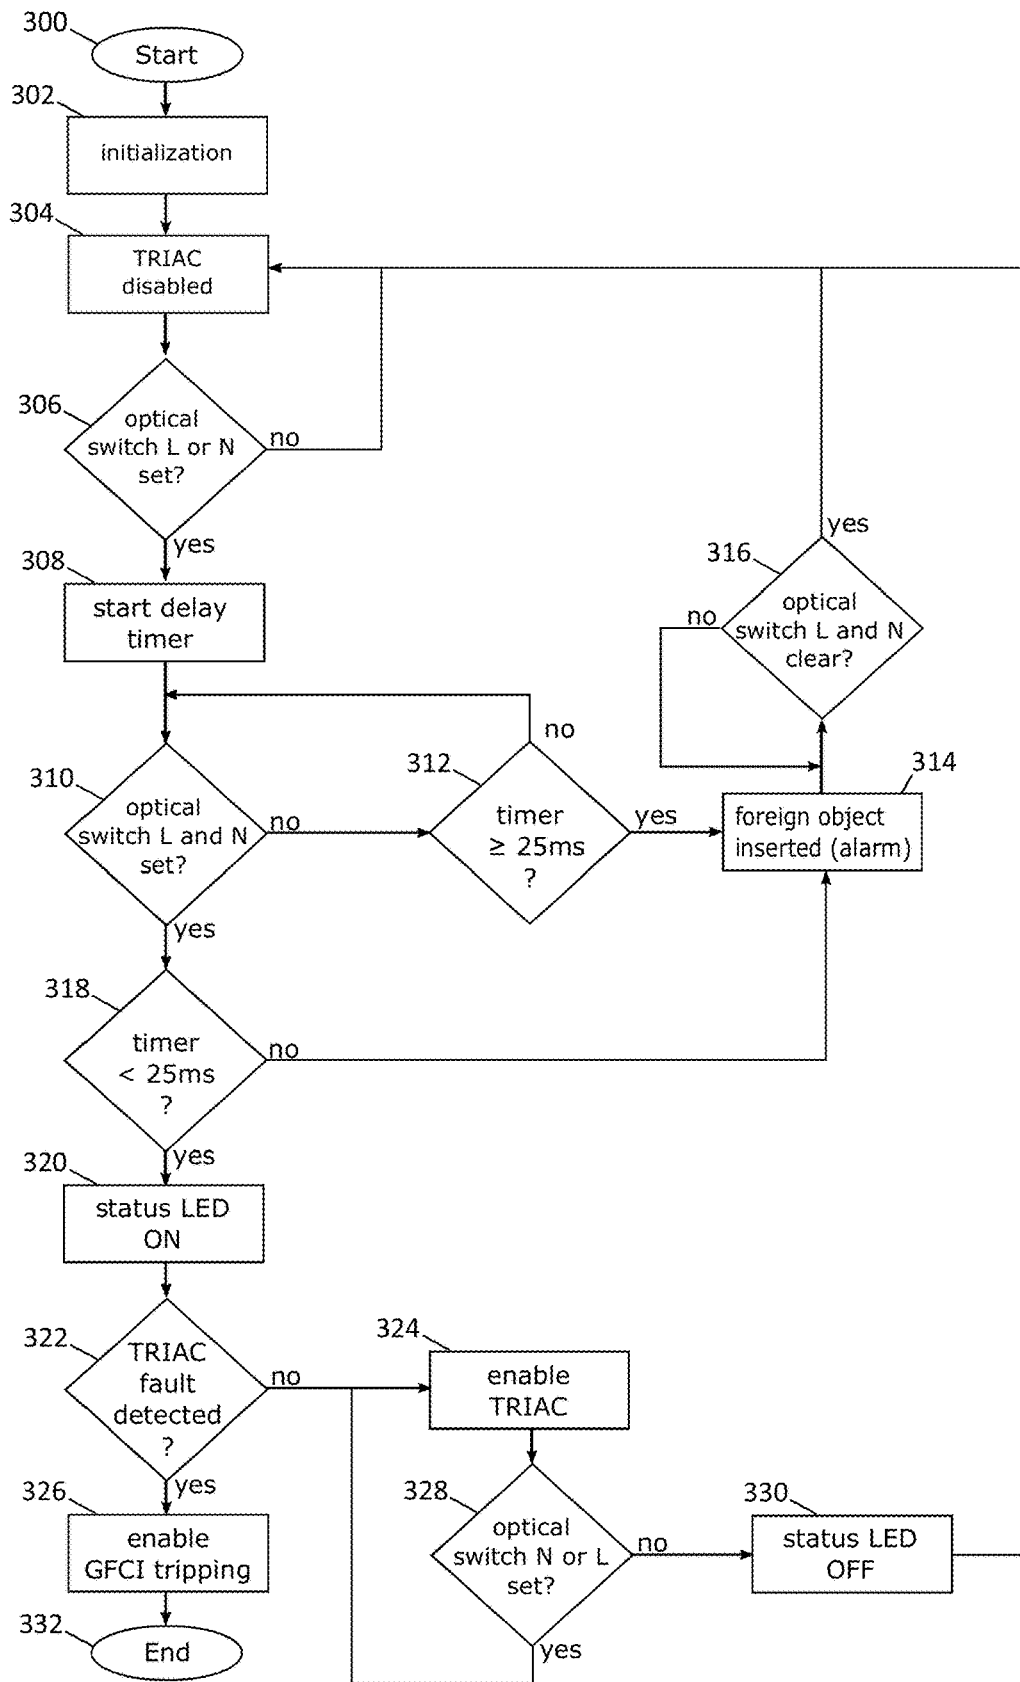 300
Start
302
initialization
304
TRIAC
disabled
306
optical
switch L or N
set?
no
yes
308
start delay
timer
316
yes
optical
switch L and N
clear?
no
310
optical
switch L and N
set?
no
yes
312
no
timer
≥ 25ms
?
yes
314
foreign object
inserted (alarm)
318
timer
< 25ms
?
no
yes
320
status LED
ON
322
TRIAC
fault
detected
?
no
yes
324
enable
TRIAC
326
enable
GFCI tripping
328
optical
switch N or L
set?
no
yes
330
status LED
OFF
332
End